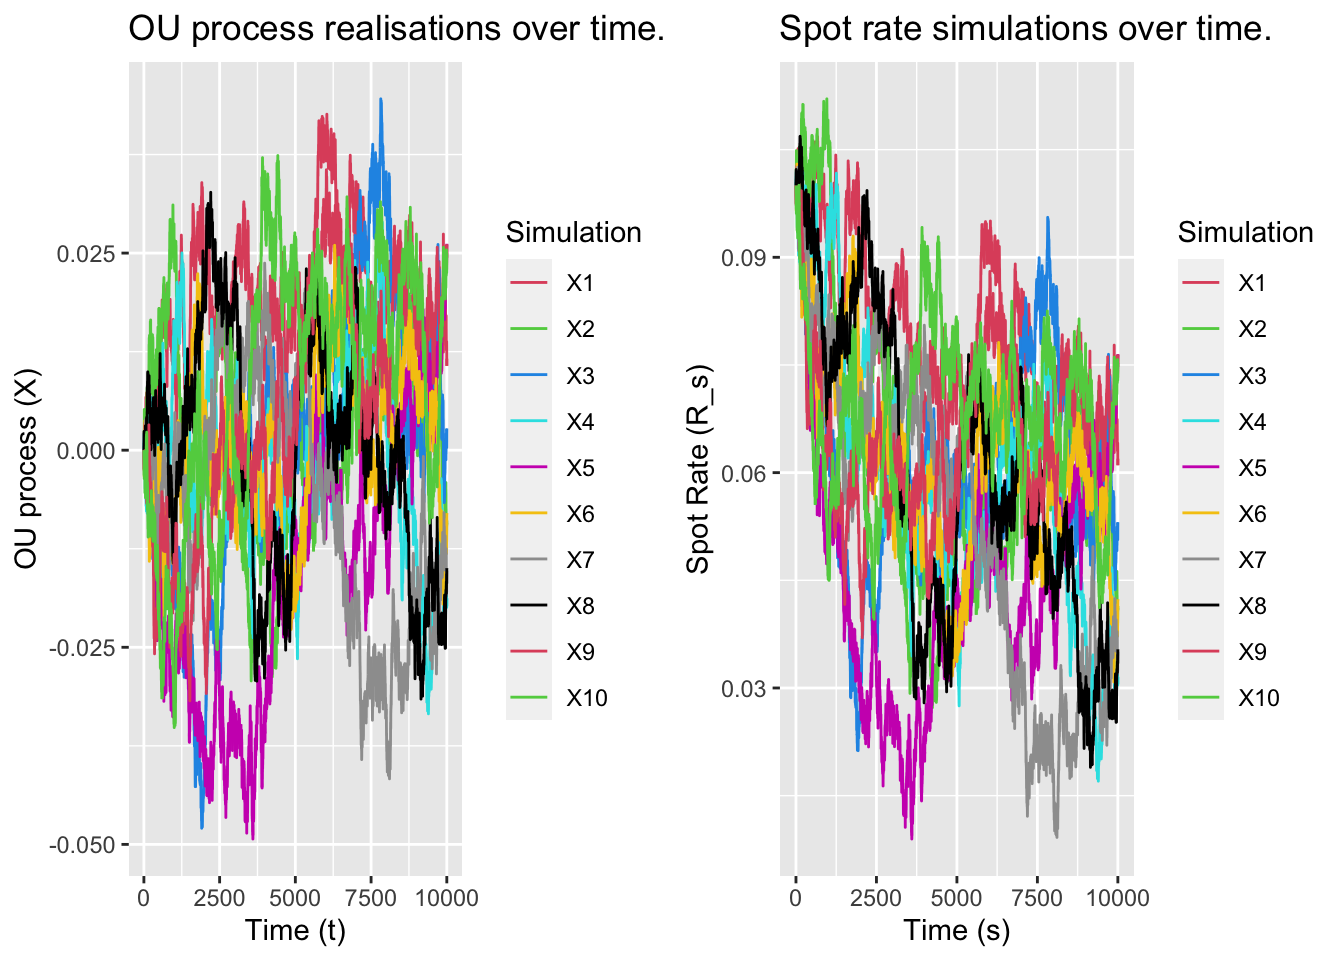 OU process realisations over time.
OU process (X)
0.025
0.000
-0.025
-0.050
0 2500 5000 7500 10000
Time (t)
Simulation
X1
X2
X3
X4
X5
X6
X7
X8
X9
X10
Spot rate simulations over time.
Spot Rate (R_s)
0.09
0.06
0.03
0 2500 5000 7500 10000
Time (s)
Simulation
X1
X2
X3
X4
X5
X6
X7
X8
X9
X10